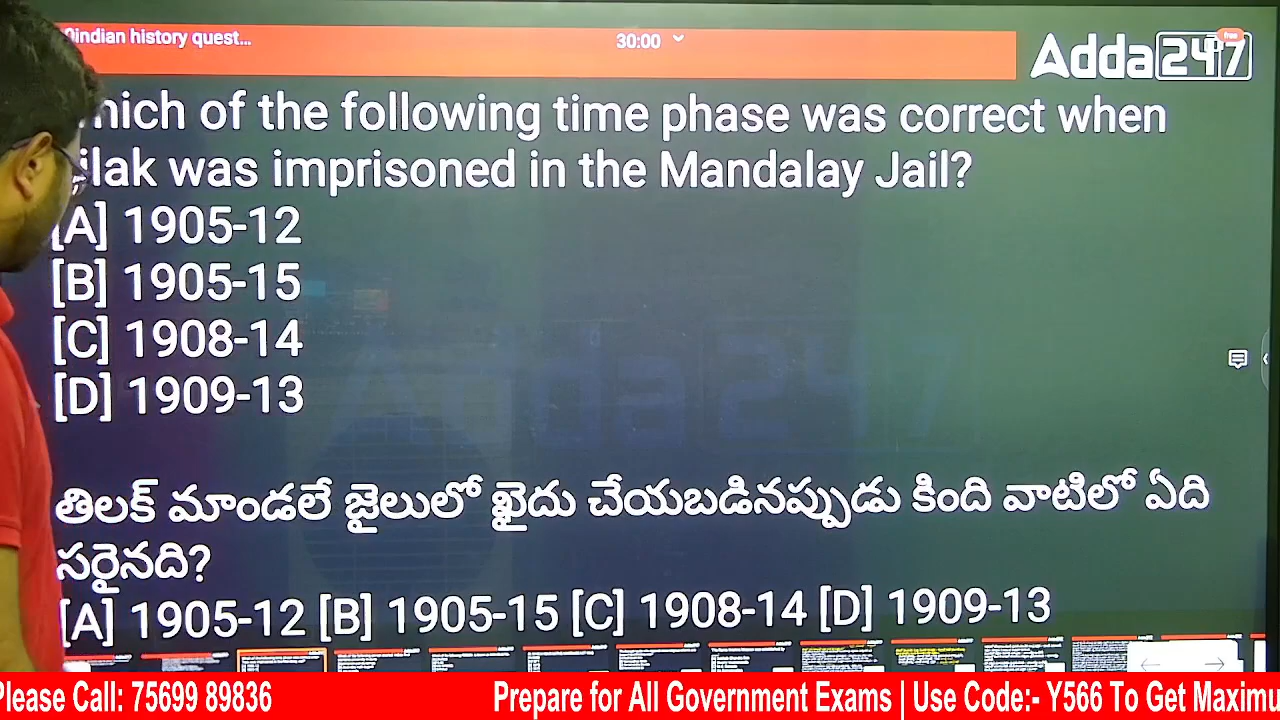 indian history quest...
30:00
Adda247
free
hich of the following time phase was correct when
ilak was imprisoned in the Mandalay Jail?
[A] 1905-12
[B] 1905-15
[C] 1908-14
[D] 1909-13
తిలక్ మాండలే జైలులో ఖైదు చేయబడినప్పుడు కింది వాటిలో ఏది
సరైనది?
[A] 1905-12 [B] 1905-15 [C] 1908-14 [D] 1909-13
Please Call: 75699 89836 Prepare for All Government Exams | Use Code:- Y566 To Get Maximu